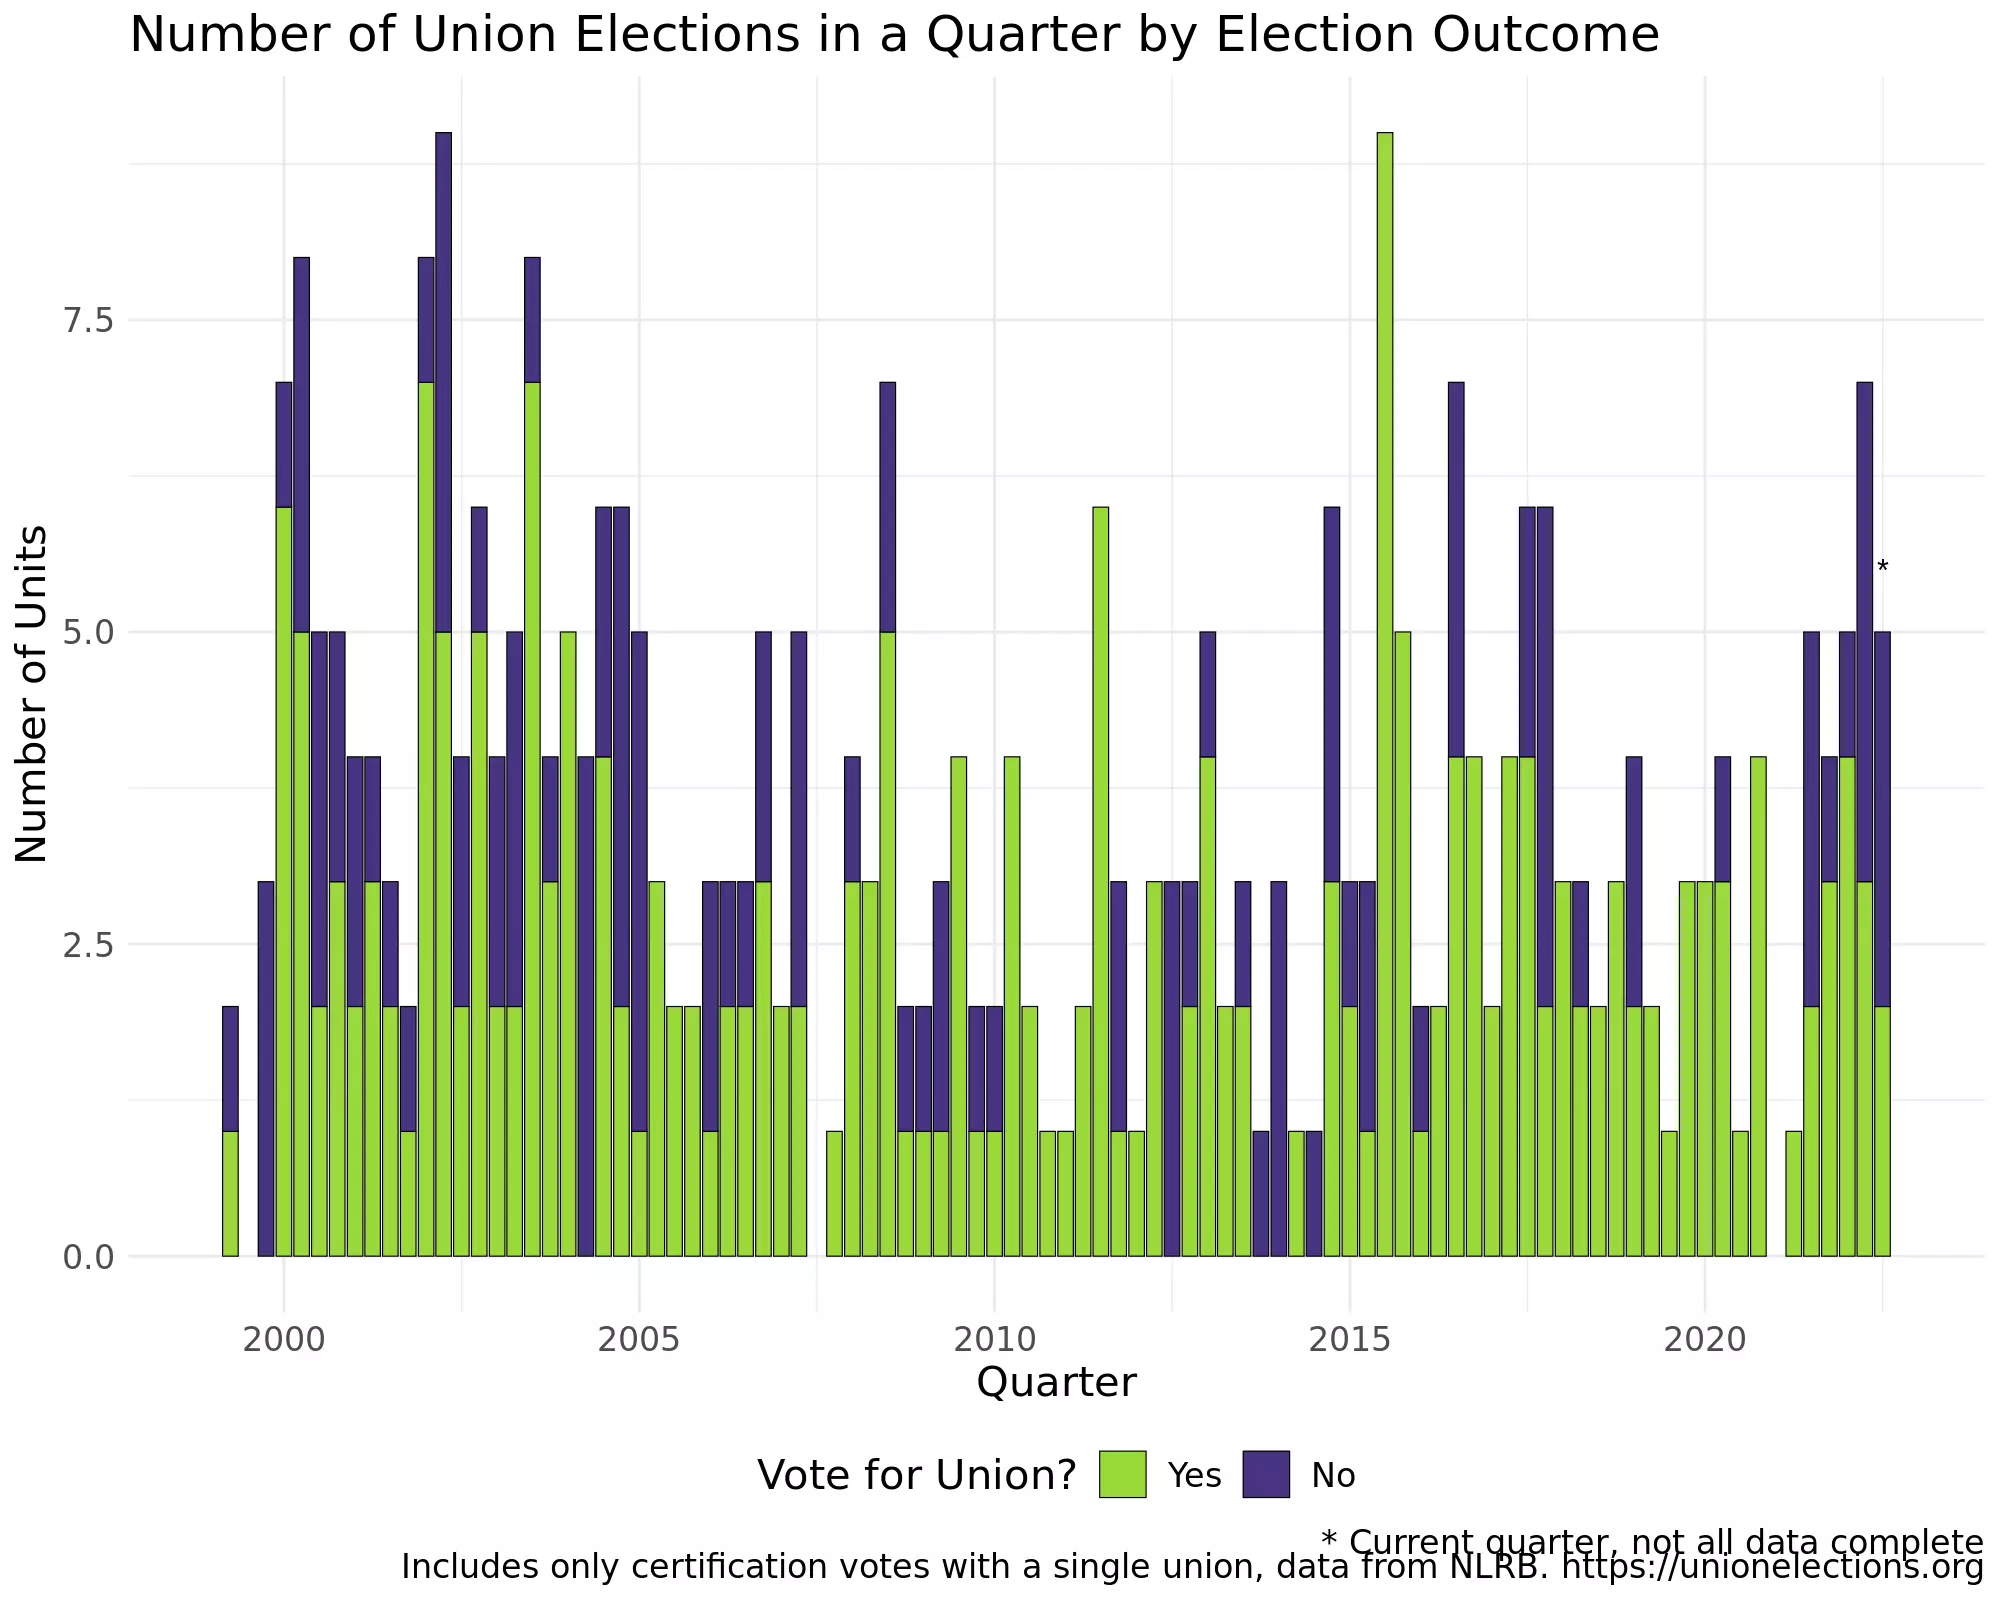 Number of Union Elections in a Quarter by Election Outcome
Number of Units
7.5
5.0
2.5
0.0
*
2000 2005 2010 2015 2020
Quarter
Vote for Union? Yes No
* Current quarter, not all data complete
Includes only certification votes with a single union, data from NLRB. https://unionelections.org